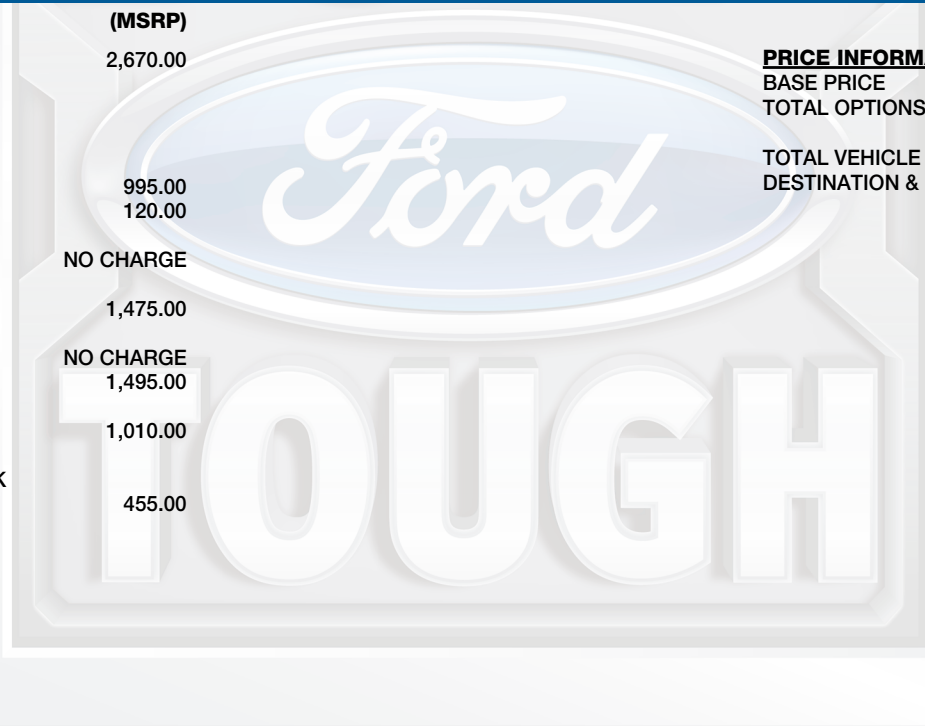 (MSRP)
2,670.00
995.00
120.00
NO CHARGE
1,475.00
NO CHARGE
1,495.00
1,010.00
K
455.00
PRICE INFORMA
BASE PRICE
TOTAL OPTIONS
TOTAL VEHICLE
DESTINATION &
Ford
TOUGH